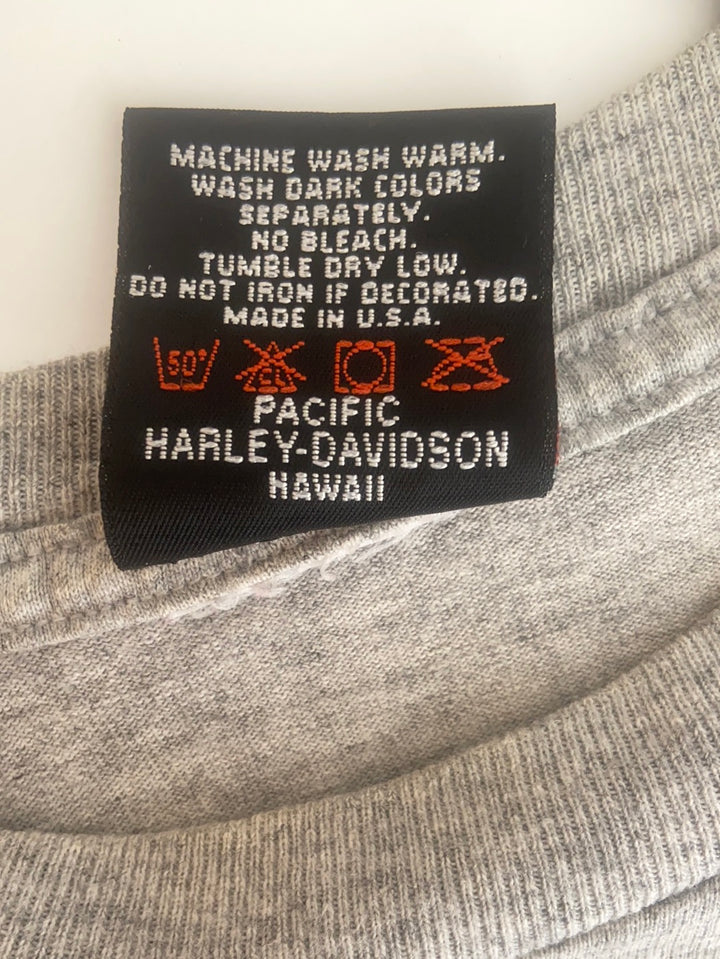 MACHINE WASH WARM.
WASH DARK COLORS
SEPARATELY.
NO BLEACH.
TUMBLE DRY LOW.
DO NOT IRON IF DECORATED.
MADE IN U.S.A.
50° CL
PACIFIC
HARLEY-DAVIDSON
HAWAII